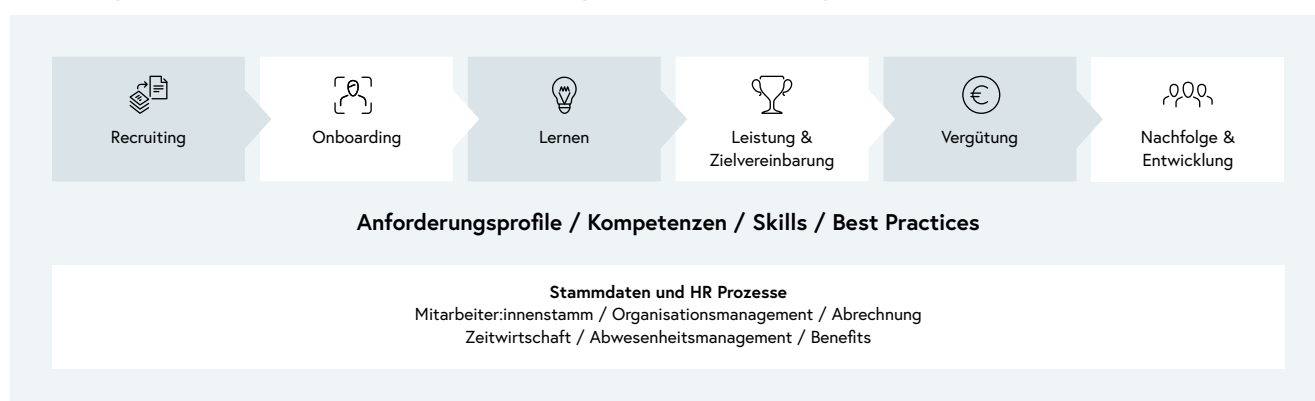 Recruiting
Onboarding
Lernen
Leistung &
Zielvereinbarung
Vergütung
Nachfolge &
Entwicklung
Anforderungsprofile / Kompetenzen / Skills / Best Practices
Stammdaten und HR Prozesse
Mitarbeiter:innenstamm / Organisationsmanagement / Abrechnung
Zeitwirtschaft / Abwesenheitsmanagement / Benefits